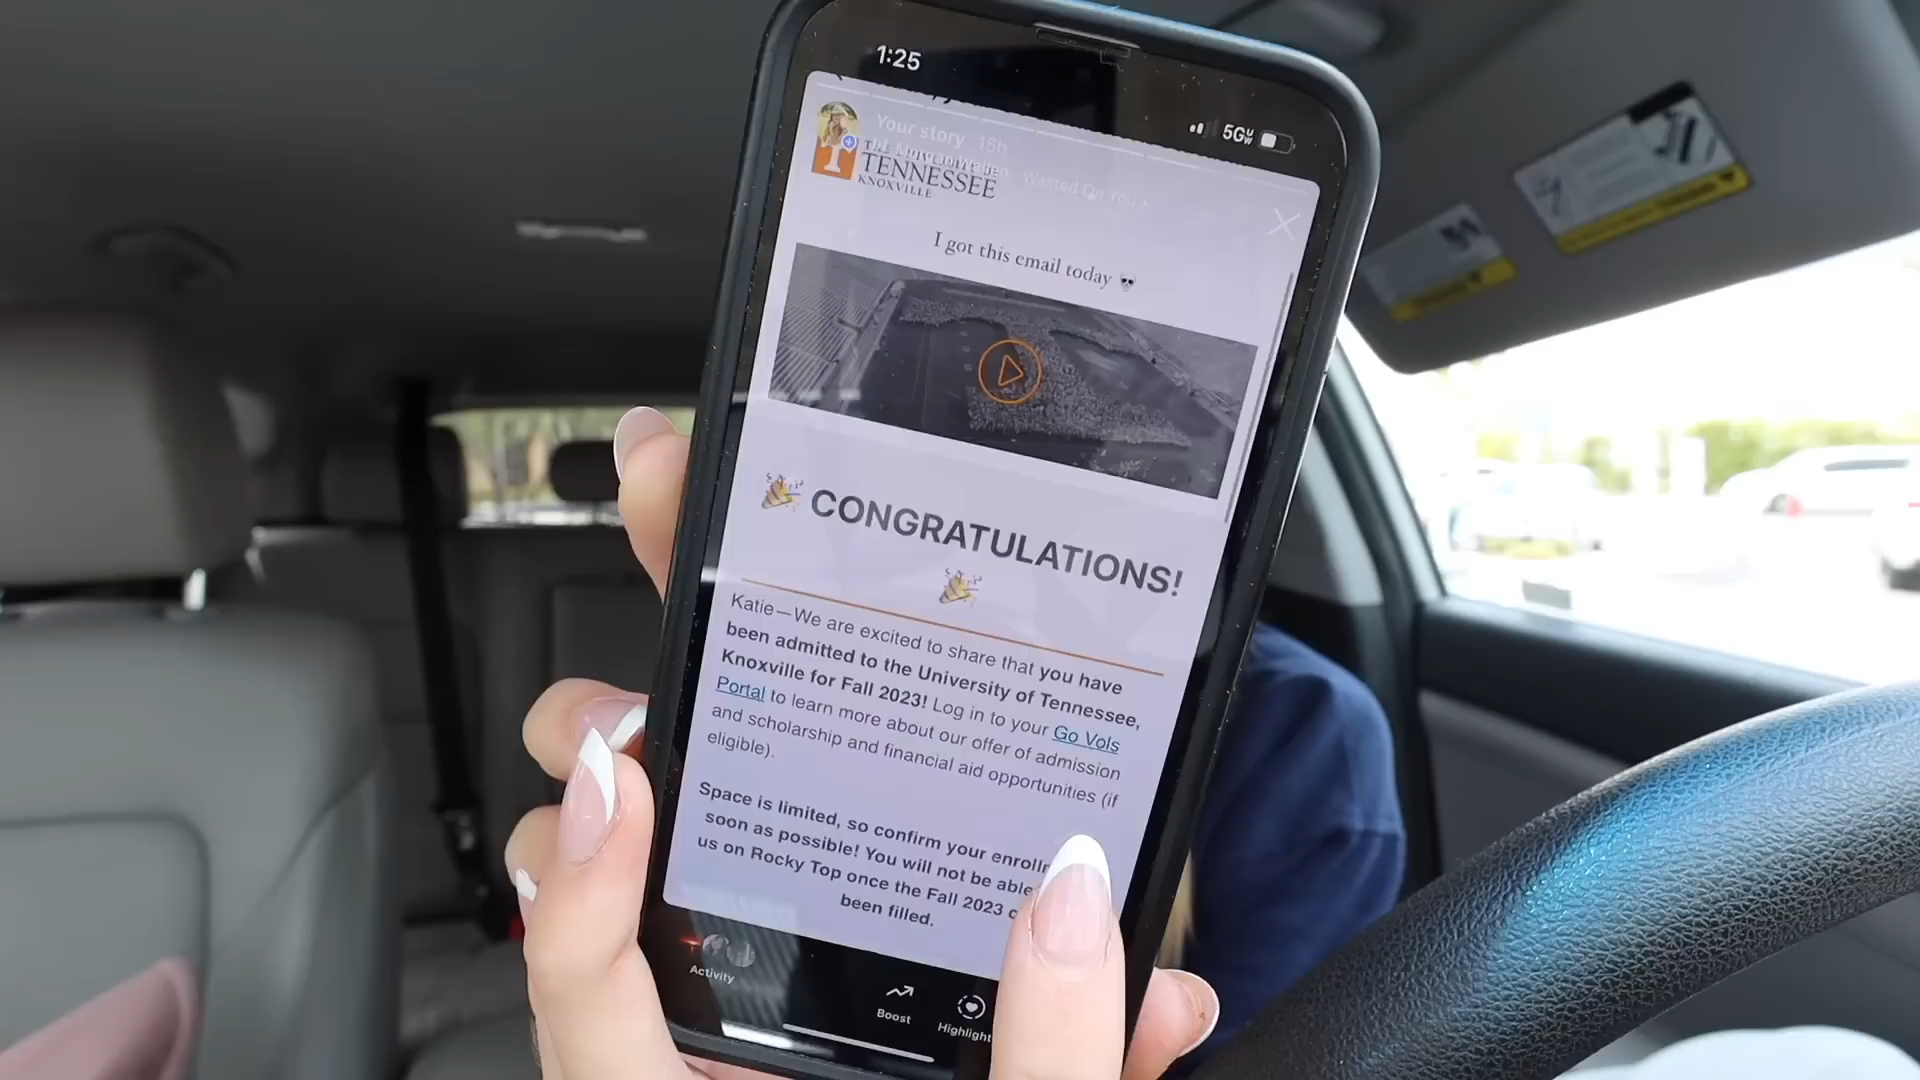 1:25
5G
Your story 15h
TENNESSEE
KNOXVILLE
Wasted On You
I got this email today 💀
🎉 CONGRATULATIONS!
🎉
Katie—We are excited to share that you have
been admitted to the University of Tennessee,
Knoxville for Fall 2023! Log in to your Go Vols
Portal to learn more about our offer of admission
and scholarship and financial aid opportunities (if
eligible).
Space is limited, so confirm your
soon as possible! You will not be able
us on Rocky Top once the Fall 2023
been filled.
Activity
Boost
Highlight